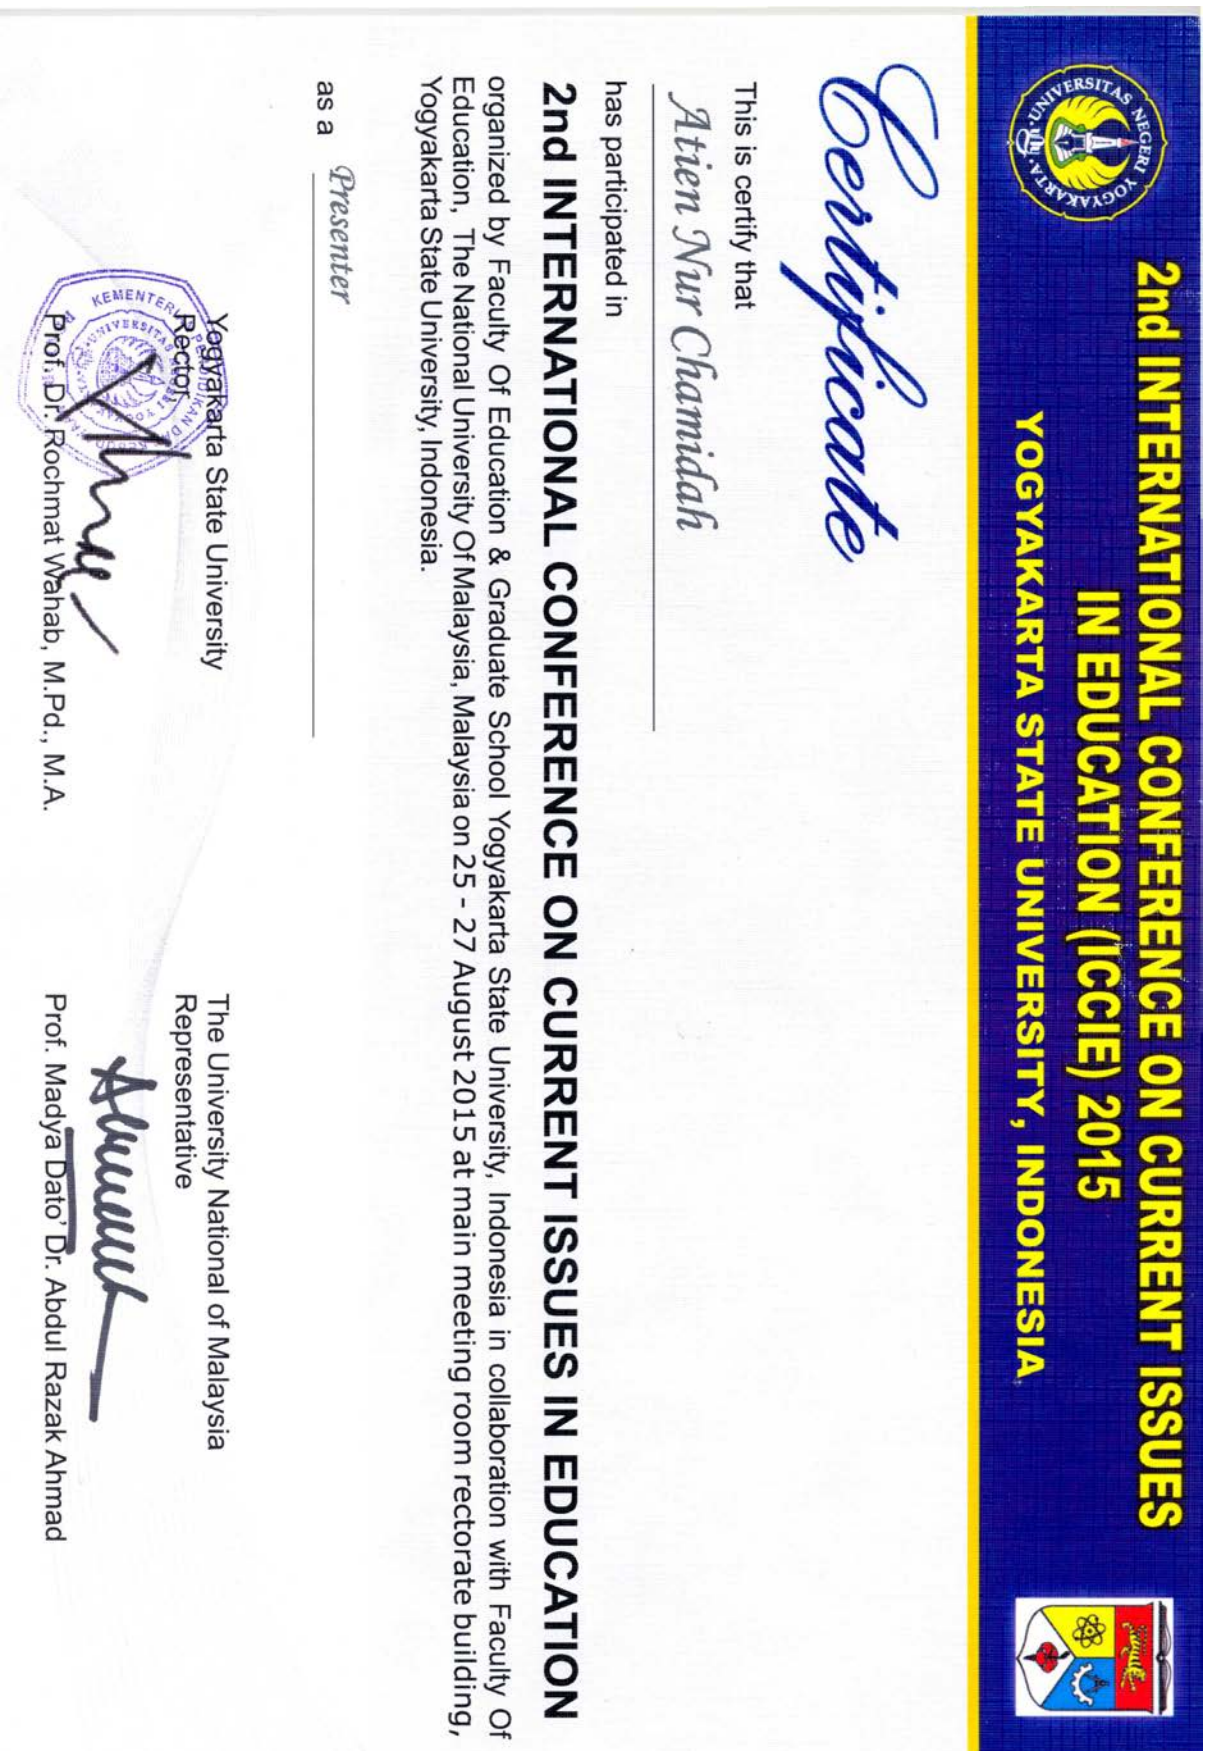 2nd INTERNATIONAL CONFERENCE ON CURRENT ISSUES
IN EDUCATION (ICCIE) 2015
YOGYAKARTA STATE UNIVERSITY, INDONESIA
UNIVERSITAS NEGERI YOGYAKARTA
Certificate
This is certify that
Atien Nur Chamidah
has participated in
2nd INTERNATIONAL CONFERENCE ON CURRENT ISSUES IN EDUCATION
organized by Faculty Of Education & Graduate School Yogyakarta State University, Indonesia in collaboration with Faculty Of
Education, The National University Of Malaysia, Malaysia on 25 - 27 August 2015 at main meeting room rectorate building,
Yogyakarta State University, Indonesia.
as a Presenter
Yogyakarta State University
Rector,
Prof. Dr. Rochmat Wahab, M.Pd., M.A.
The University National of Malaysia
Representative
Prof. Madya Dato' Dr. Abdul Razak Ahmad